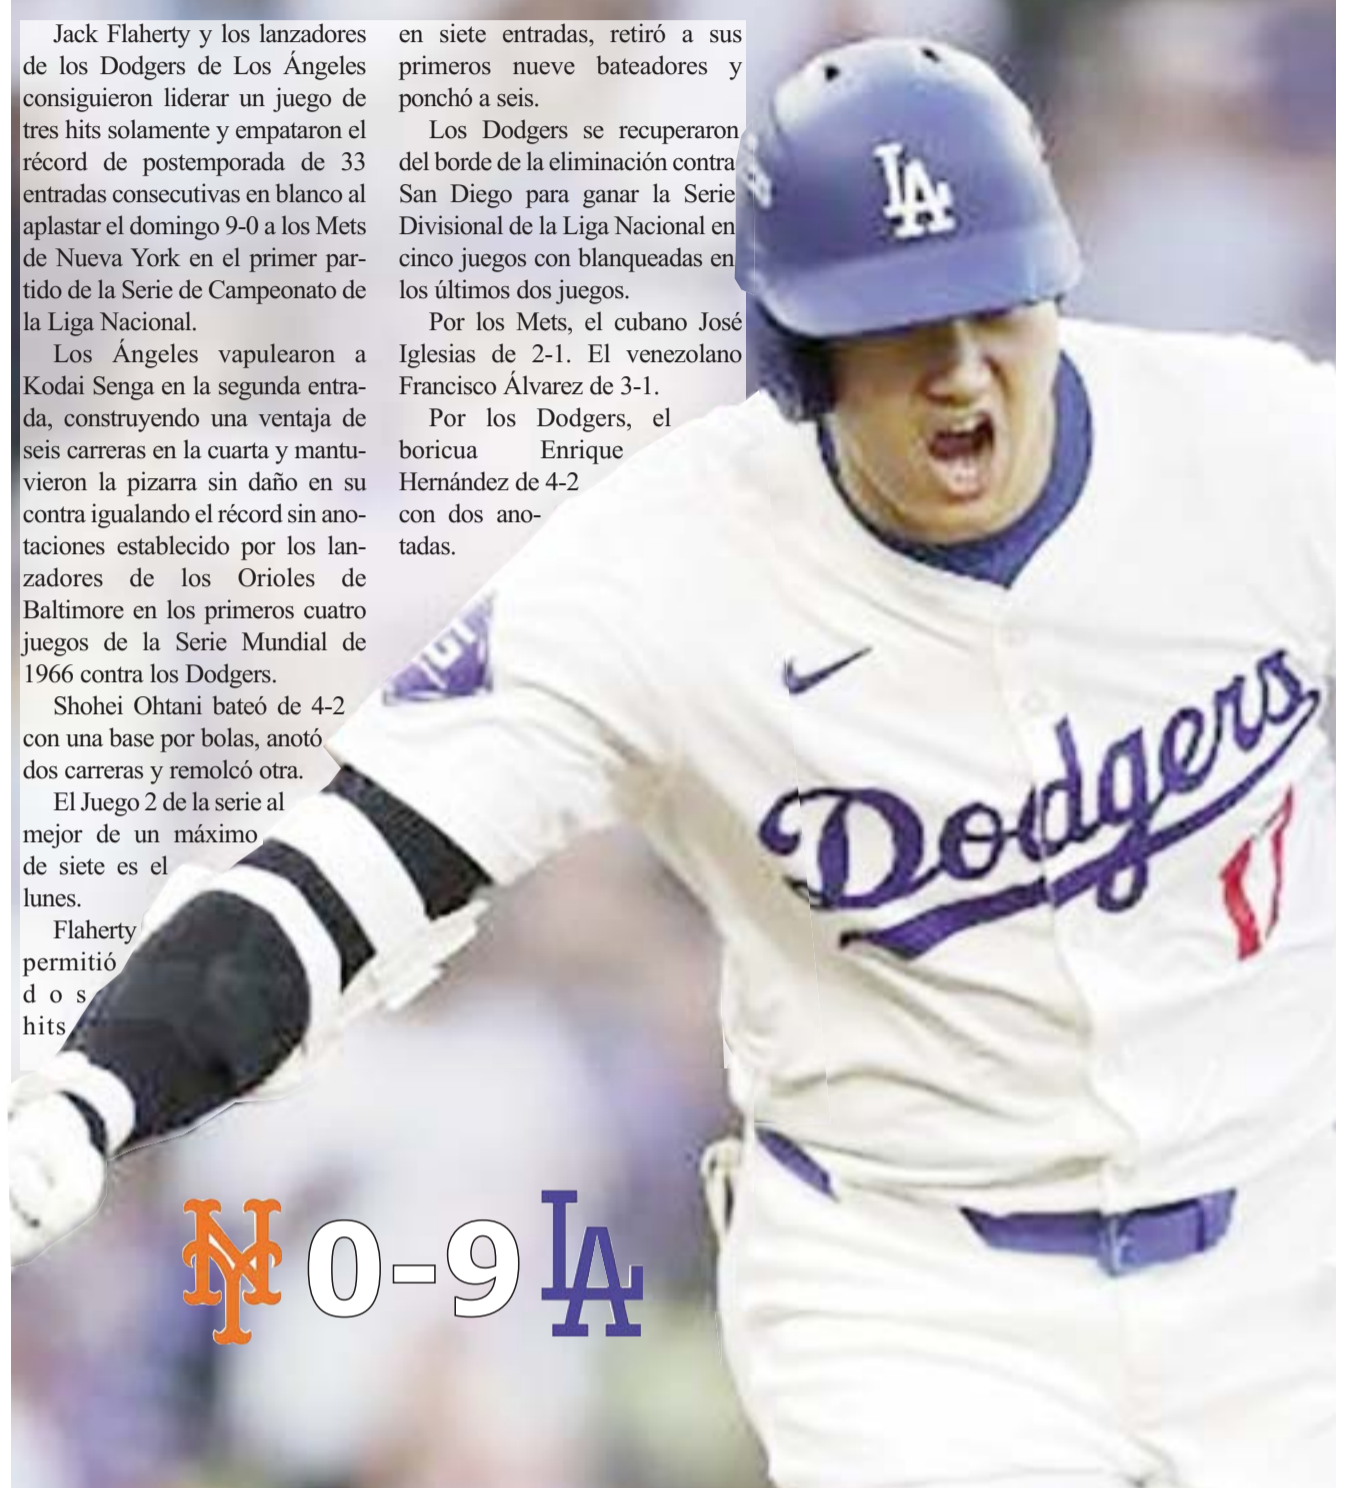 Jack Flaherty y los lanzadores
de los Dodgers de Los Ángeles
consiguieron liderar un juego de
tres hits solamente y empataron el
récord de postemporada de 33
entradas consecutivas en blanco al
aplastar el domingo 9-0 a los Mets
de Nueva York en el primer par-
tido de la Serie de Campeonato de
la Liga Nacional.
Los Ángeles vapulearon a
Kodai Senga en la segunda entra-
da, construyendo una ventaja de
seis carreras en la cuarta y mantu-
vieron la pizarra sin daño en su
contra igualando el récord sin ano-
taciones establecido por los lan-
zadores de los Orioles de
Baltimore en los primeros cuatro
juegos de la Serie Mundial de
1966 contra los Dodgers.
Shohei Ohtani bateó de 4-2
con una base por bolas, anotó
dos carreras y remolcó otra.
El Juego 2 de la serie al
mejor de un máximo
de siete es el
lunes.
Flaherty
permitió
dos
hits
en siete entradas, retiró a sus
primeros nueve bateadores y
ponchó a seis.
Los Dodgers se recuperaron
del borde de la eliminación contra
San Diego para ganar la Serie
Divisional de la Liga Nacional en
cinco juegos con blanqueadas en
los últimos dos juegos.
Por los Mets, el cubano José
Iglesias de 2-1. El venezolano
Francisco Álvarez de 3-1.
Por los Dodgers, el
boricua Enrique
Hernández de 4-2
con dos ano-
tadas.
LA
Dodgers
17
NY 0-9 LA